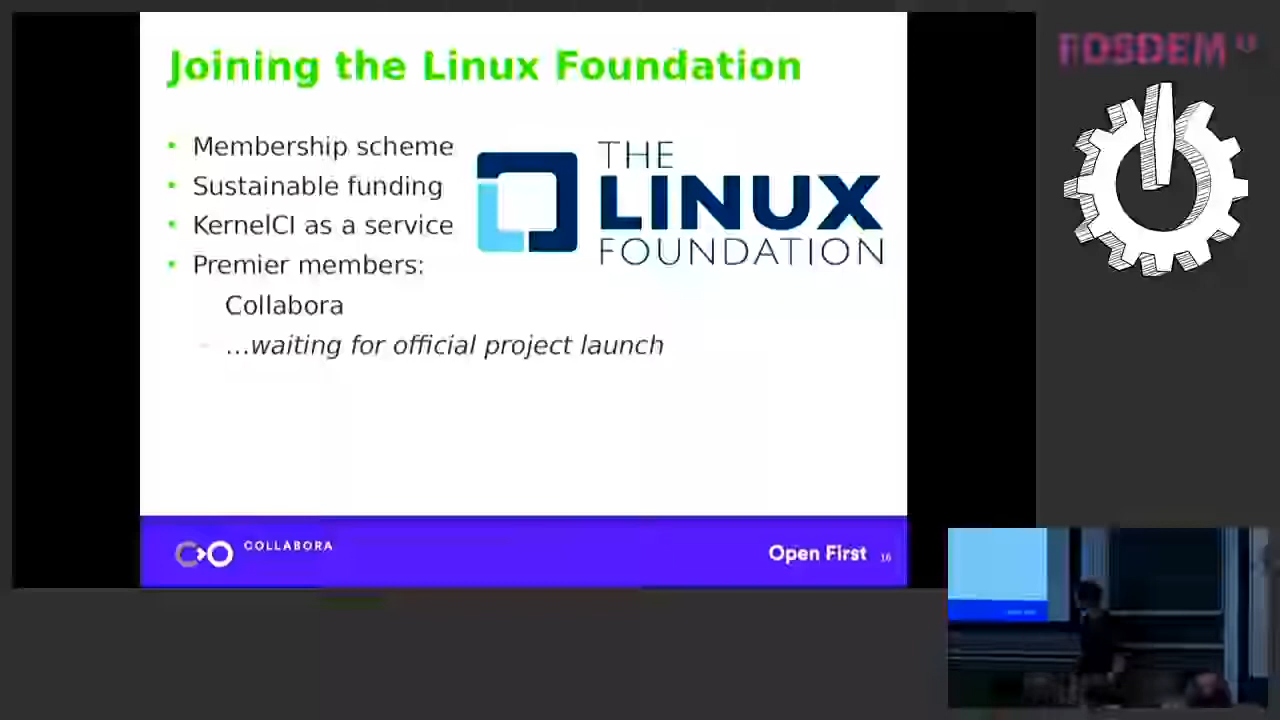 Joining the Linux Foundation
• Membership scheme
• Sustainable funding
• KernelCI as a service
• Premier members:
Collabora
– …waiting for official project launch
THE
LINUX
FOUNDATION
COLLABORA
Open First 16
FOSDEM